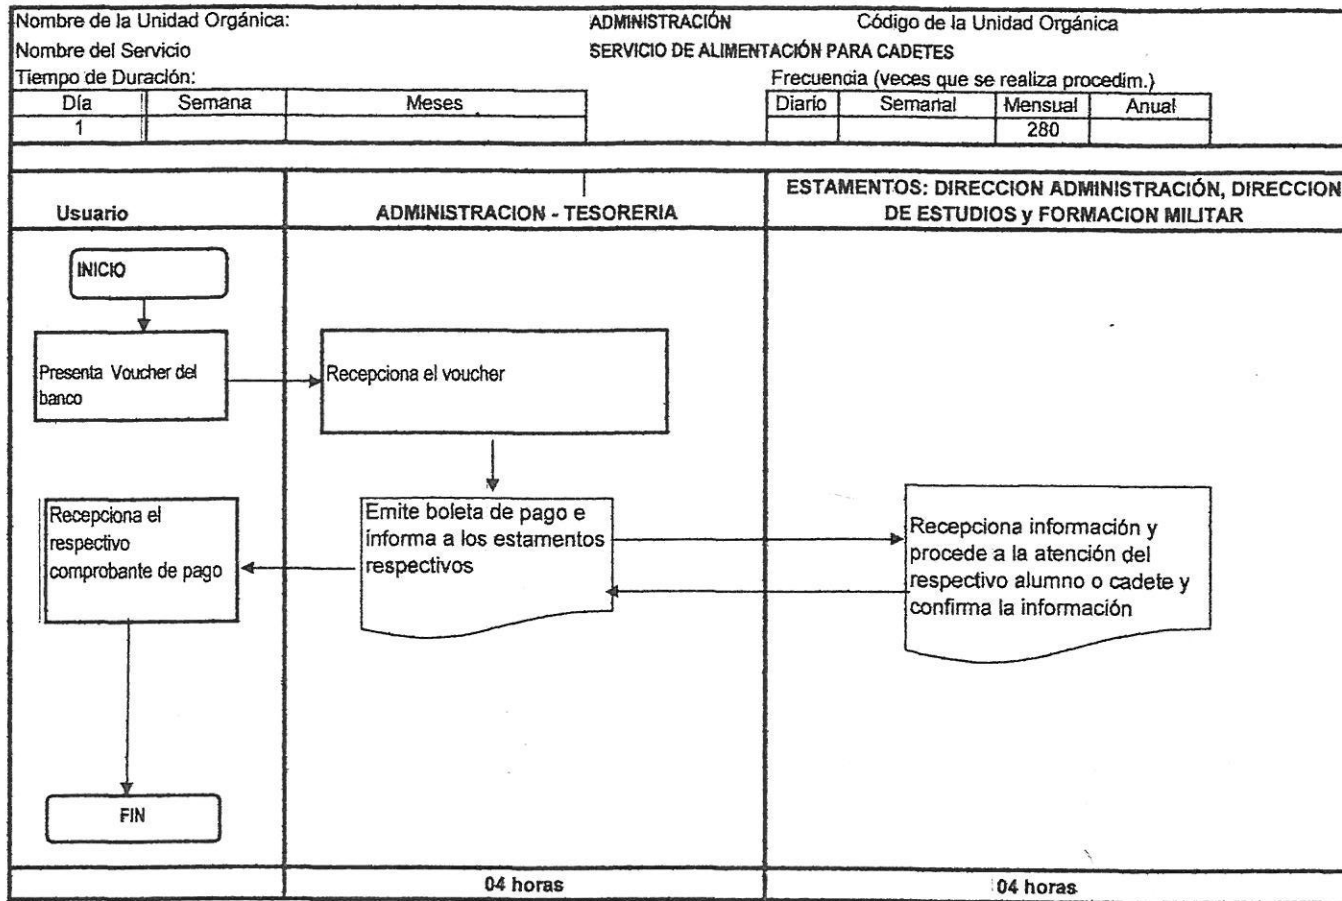 Nombre de la Unidad Orgánica: ADMINISTRACIÓN Código de la Unidad Orgánica
Nombre del Servicio SERVICIO DE ALIMENTACIÓN PARA CADETES
Tiempo de Duración: Frecuencia (veces que se realiza procedim.)
Día Semana Meses Diario Semanal Mensual Anual
1 280
Usuario
ADMINISTRACION - TESORERIA
ESTAMENTOS: DIRECCION ADMINISTRACIÓN, DIRECCION
DE ESTUDIOS y FORMACION MILITAR
INICIO
Presenta Voucher del
banco
Recepciona el voucher
Recepciona el
respectivo
comprobante de pago
Emite boleta de pago e
informa a los estamentos
respectivos
Recepciona información y
procede a la atención del
respectivo alumno o cadete y
confirma la información
FIN
04 horas 04 horas